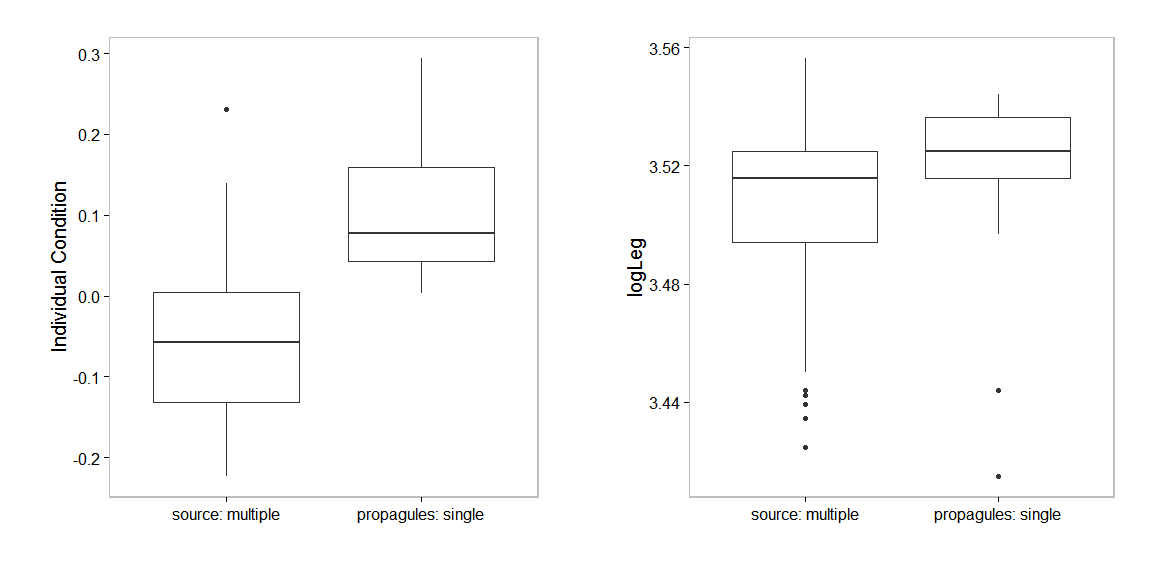 Individual Condition
0.3
0.2
0.1
0.0
-0.1
-0.2
source: multiple
propagules: single
logLeg
3.56
3.52
3.48
3.44
source: multiple
propagules: single